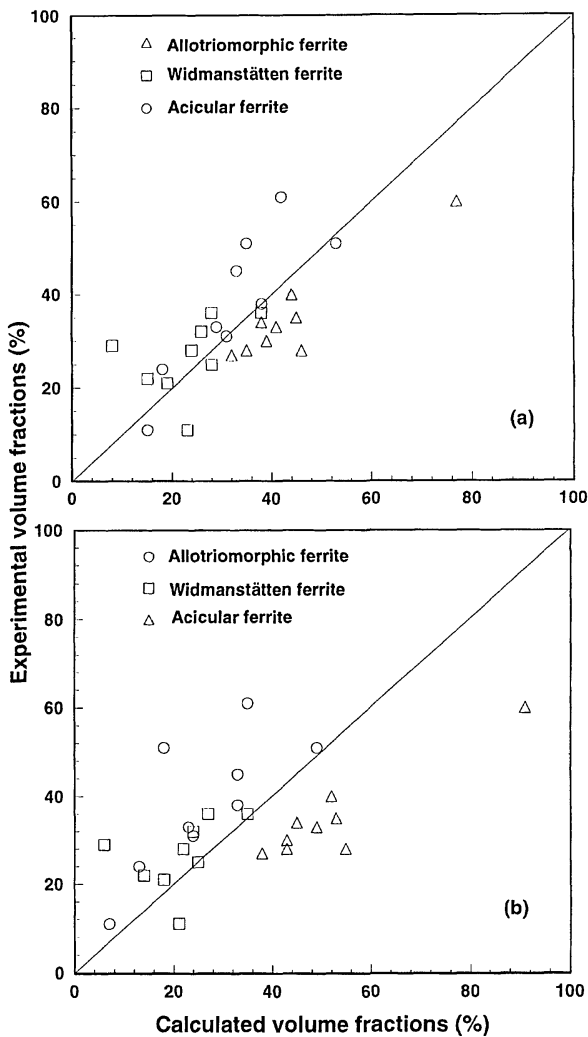 100
80
60
40
20
0
Allotriomorphic ferrite
Widmanstätten ferrite
Acicular ferrite
(a)
0 20 40 60 80 100
Experimental volume fractions (%)
100
80
60
40
20
0
Allotriomorphic ferrite
Widmanstätten ferrite
Acicular ferrite
(b)
0 20 40 60 80 100
Calculated volume fractions (%)